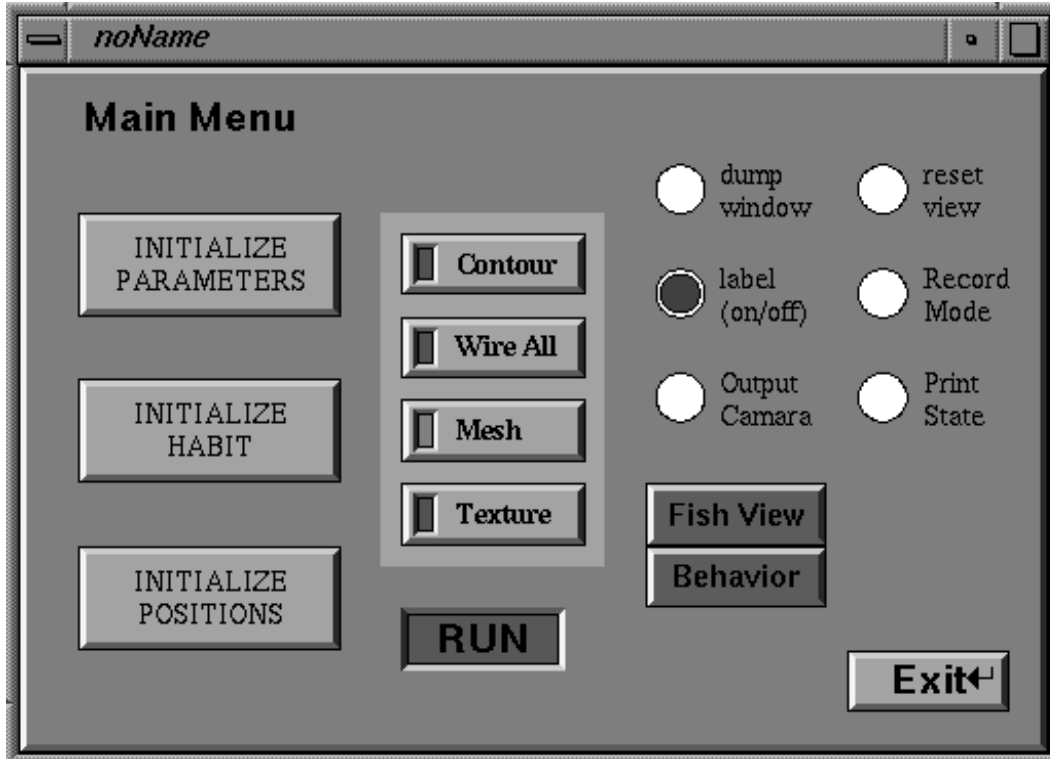 noName
Main Menu
INITIALIZE
PARAMETERS
INITIALIZE
HABIT
INITIALIZE
POSITIONS
Contour
Wire All
Mesh
Texture
RUN
dump
window
reset
view
label
(on/off)
Record
Mode
Output
Camara
Print
State
Fish View
Behavior
Exit